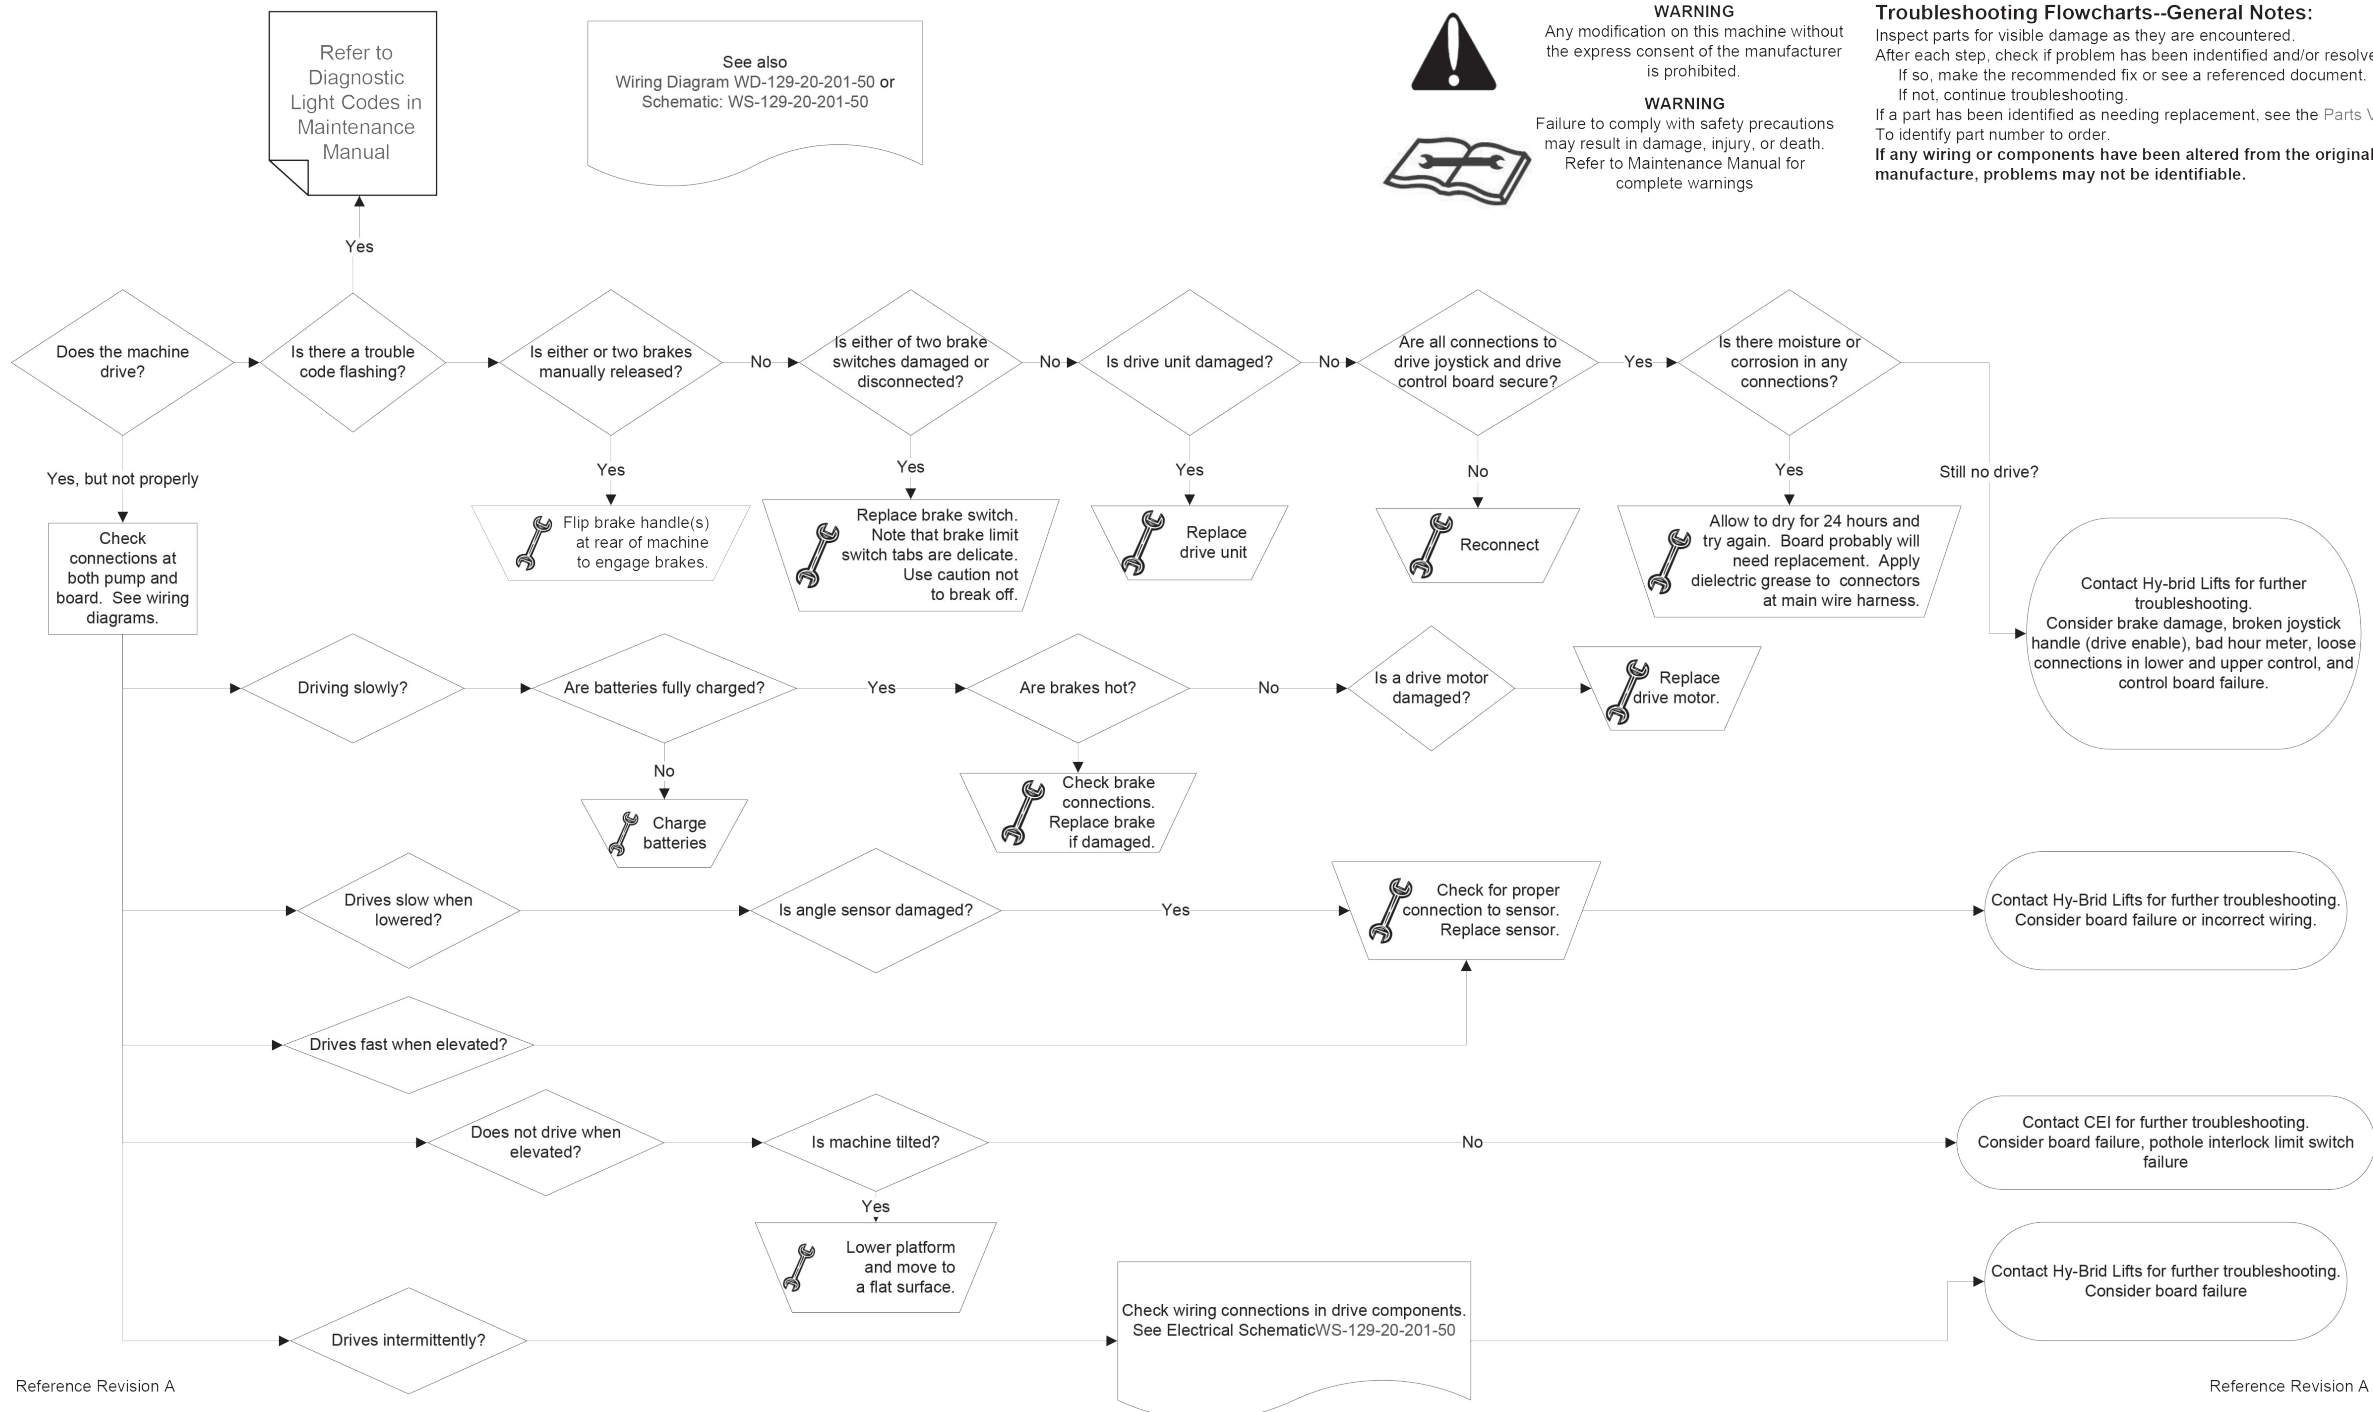 Refer to
Diagnostic
Light Codes in
Maintenance
Manual
See also
Wiring Diagram WD-129-20-201-50 or
Schematic: WS-129-20-201-50
WARNING
Any modification on this machine without
the express consent of the manufacturer
is prohibited.
WARNING
Failure to comply with safety precautions
may result in damage, injury, or death.
Refer to Maintenance Manual for
complete warnings
Troubleshooting Flowcharts--General Notes:
Inspect parts for visible damage as they are encountered.
After each step, check if problem has been indentified and/or resolve
If so, make the recommended fix or see a referenced document.
If not, continue troubleshooting.
If a part has been identified as needing replacement, see the Parts
To identify part number to order.
If any wiring or components have been altered from the original
manufacture, problems may not be identifiable.
Yes
Does the machine
drive?
Is there a trouble
code flashing?
Is either or two brakes
manually released?
No
Is either of two brake
switches damaged or
disconnected?
No
Is drive unit damaged?
No
Are all connections to
drive joystick and drive
control board secure?
Yes
Is there moisture or
corrosion in any
connections?
Yes, but not properly
Yes
Yes
Yes
No
Yes
Still no drive?
Check
connections at
both pump and
board. See wiring
diagrams.
Flip brake handle(s)
at rear of machine
to engage brakes.
Replace brake switch.
Note that brake limit
switch tabs are delicate.
Use caution not
to break off.
Replace
drive unit
Reconnect
Allow to dry for 24 hours and
try again. Board probably will
need replacement. Apply
dielectric grease to connectors
at main wire harness.
Contact Hy-brid Lifts for further
troubleshooting.
Consider brake damage, broken joystick
handle (drive enable), bad hour meter, loose
connections in lower and upper control, and
control board failure.
Driving slowly?
Are batteries fully charged?
Yes
Are brakes hot?
No
Is a drive motor
damaged?
Replace
drive motor.
No
Charge
batteries
Check brake
connections.
Replace brake
if damaged.
Drives slow when
lowered?
Is angle sensor damaged?
Yes
Check for proper
connection to sensor.
Replace sensor.
Contact Hy-Brid Lifts for further troubleshooting.
Consider board failure or incorrect wiring.
Drives fast when elevated?
Does not drive when
elevated?
Is machine tilted?
No
Contact CEI for further troubleshooting.
Consider board failure, pothole interlock limit switch
failure
Yes
Lower platform
and move to
a flat surface.
Drives intermittently?
Check wiring connections in drive components.
See Electrical SchematicWS-129-20-201-50
Contact Hy-Brid Lifts for further troubleshooting.
Consider board failure
Reference Revision A
Reference Revision A